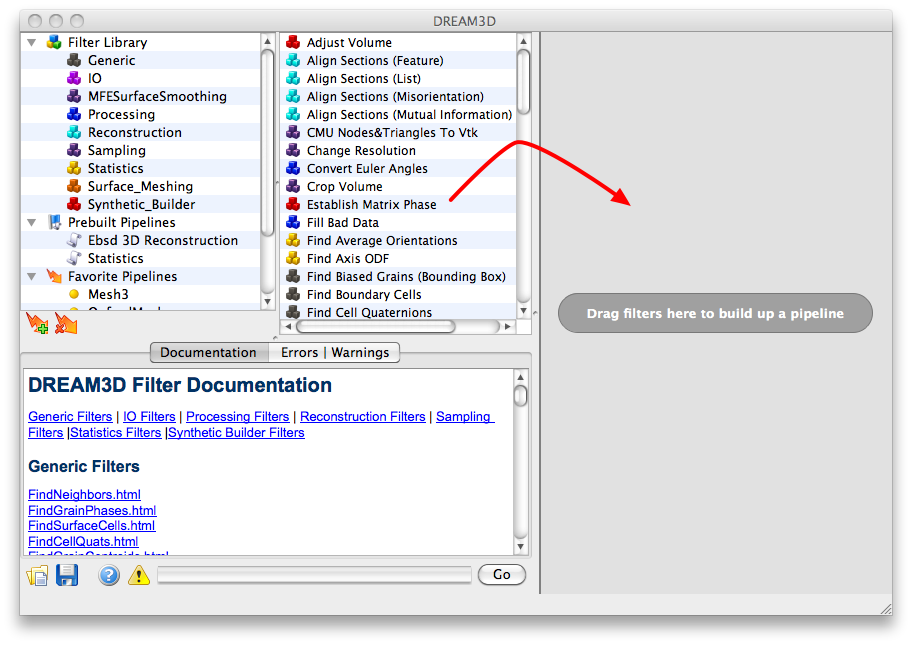 DREAM3D
Filter Library
Generic
IO
MFESurfaceSmoothing
Processing
Reconstruction
Sampling
Statistics
Surface_Meshing
Synthetic_Builder
Prebuilt Pipelines
Ebsd 3D Reconstruction
Statistics
Favorite Pipelines
Mesh3
Adjust Volume
Align Sections (Feature)
Align Sections (List)
Align Sections (Misorientation)
Align Sections (Mutual Information)
CMU Nodes&Triangles To Vtk
Change Resolution
Convert Euler Angles
Crop Volume
Establish Matrix Phase
Fill Bad Data
Find Average Orientations
Find Axis ODF
Find Biased Grains (Bounding Box)
Find Boundary Cells
Find Cell Quaternions
Drag filters here to build up a pipeline
Documentation
Errors | Warnings
DREAM3D Filter Documentation
Generic Filters | IO Filters | Processing Filters | Reconstruction Filters | Sampling
Filters |Statistics Filters |Synthetic Builder Filters
Generic Filters
FindNeighbors.html
FindGrainPhases.html
FindSurfaceCells.html
FindCellQuats.html
FindGrainCentroids.html
Go